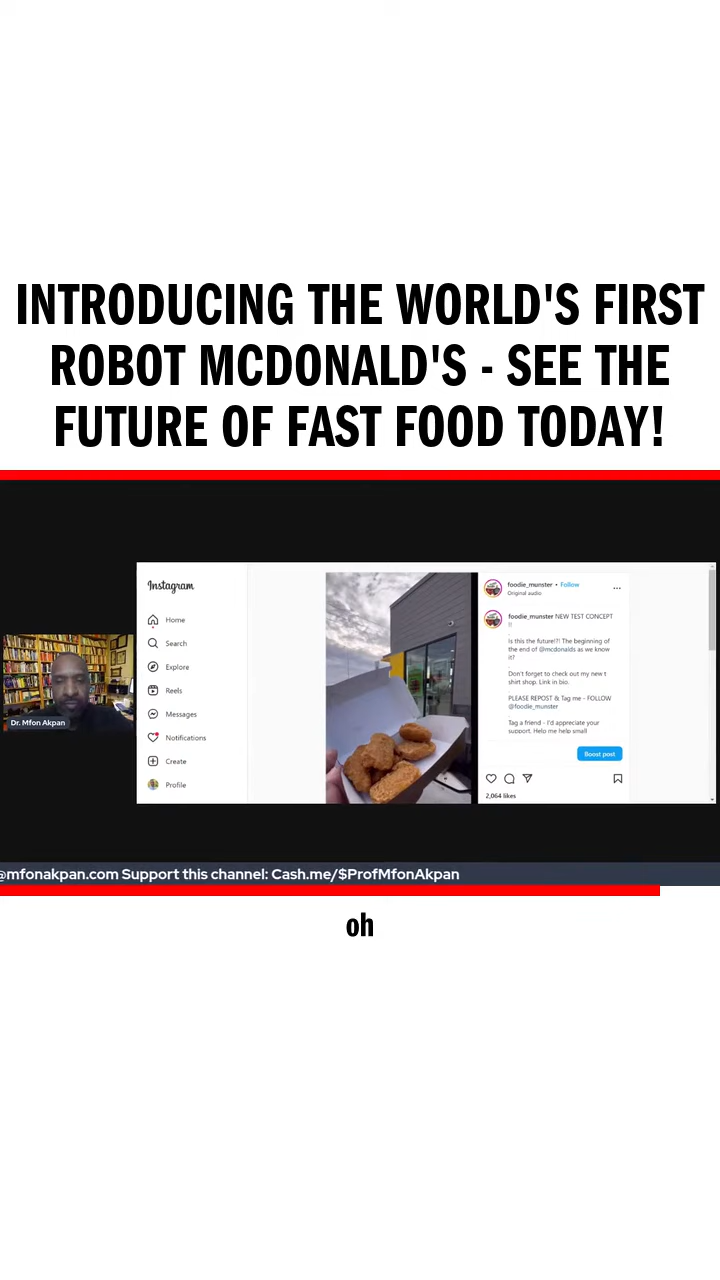 INTRODUCING THE WORLD'S FIRST
ROBOT MCDONALD'S - SEE THE
FUTURE OF FAST FOOD TODAY!
Instagram
Home
Search
Explore
Reels
Messages
Notifications
Create
Profile
foodie_munster • Follow
Original audio
foodie_munster NEW TEST CONCEPT
!!
.
Is this the future!?! The beginning of
the end of @mcdonalds as we know
it?
.
Don't forget to check out my new t
shirt shop. Link in bio.
.
PLEASE REPOST & Tag me - FOLLOW
@foodie_munster
.
Tag a friend - I'd appreciate your
support. Help me help small
Boost post
2,064 likes
Dr. Mfon Akpan
@mfonakpan.com Support this channel: Cash.me/$ProfMfonAkpan
oh